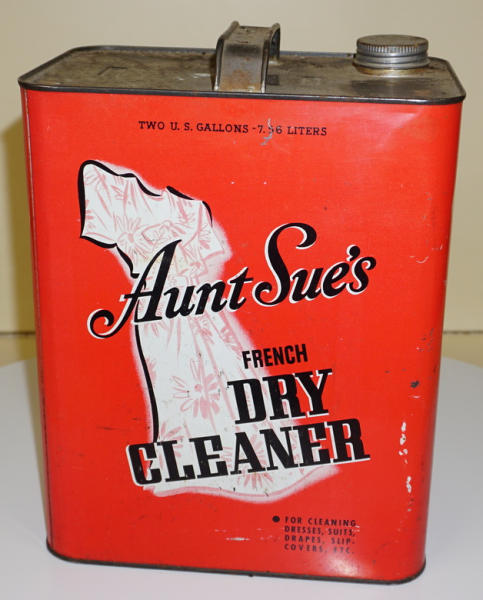 TWO U. S. GALLONS - 7.56 LITERS
Aunt Sue's
FRENCH
DRY
CLEANER
● FOR CLEANING
DRESSES, SUITS,
DRAPES, SLIP-
COVERS, ETC.